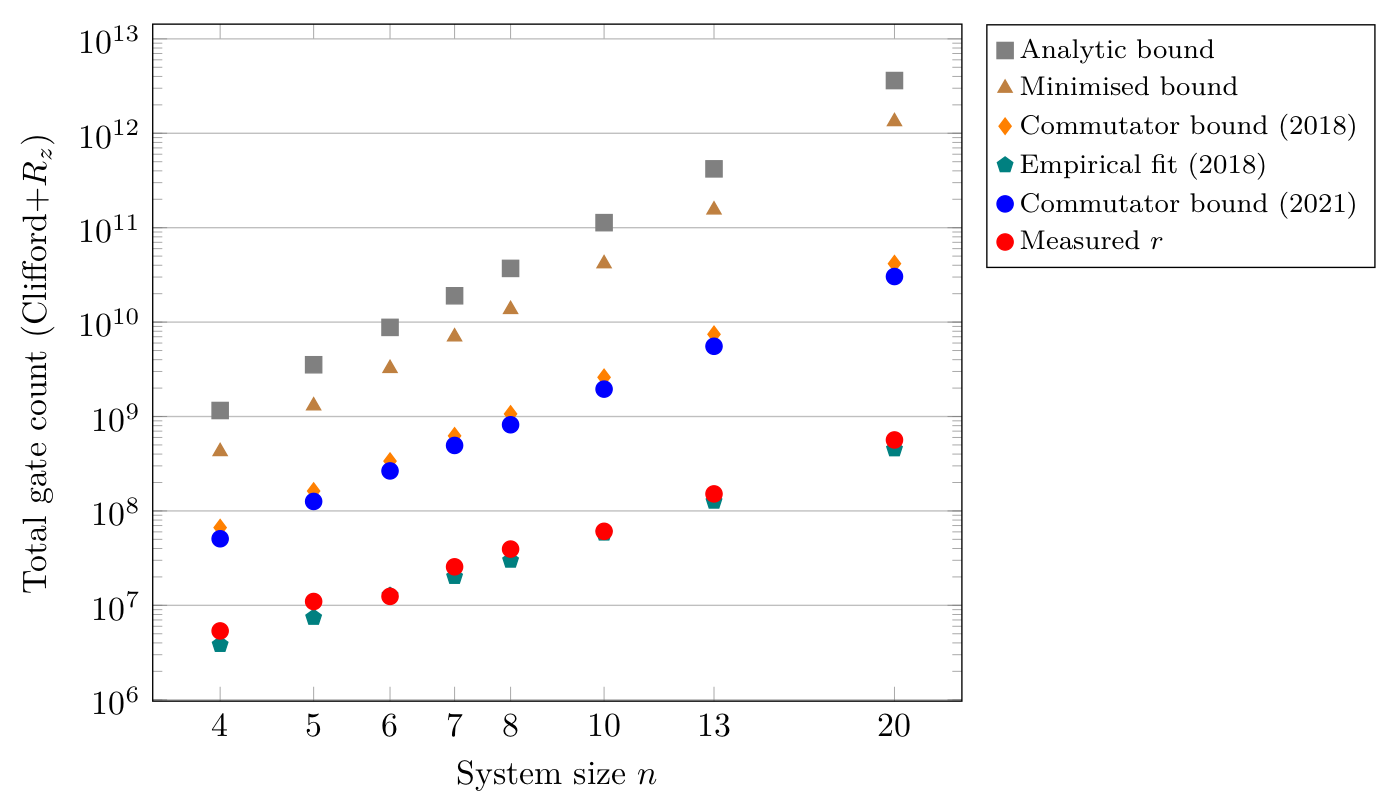 Total gate count (Clifford+R_z)
10^13
10^12
10^11
10^10
10^9
10^8
10^7
10^6
4 5 6 7 8 10 13 20
System size n
Analytic bound
Minimised bound
Commutator bound (2018)
Empirical fit (2018)
Commutator bound (2021)
Measured r